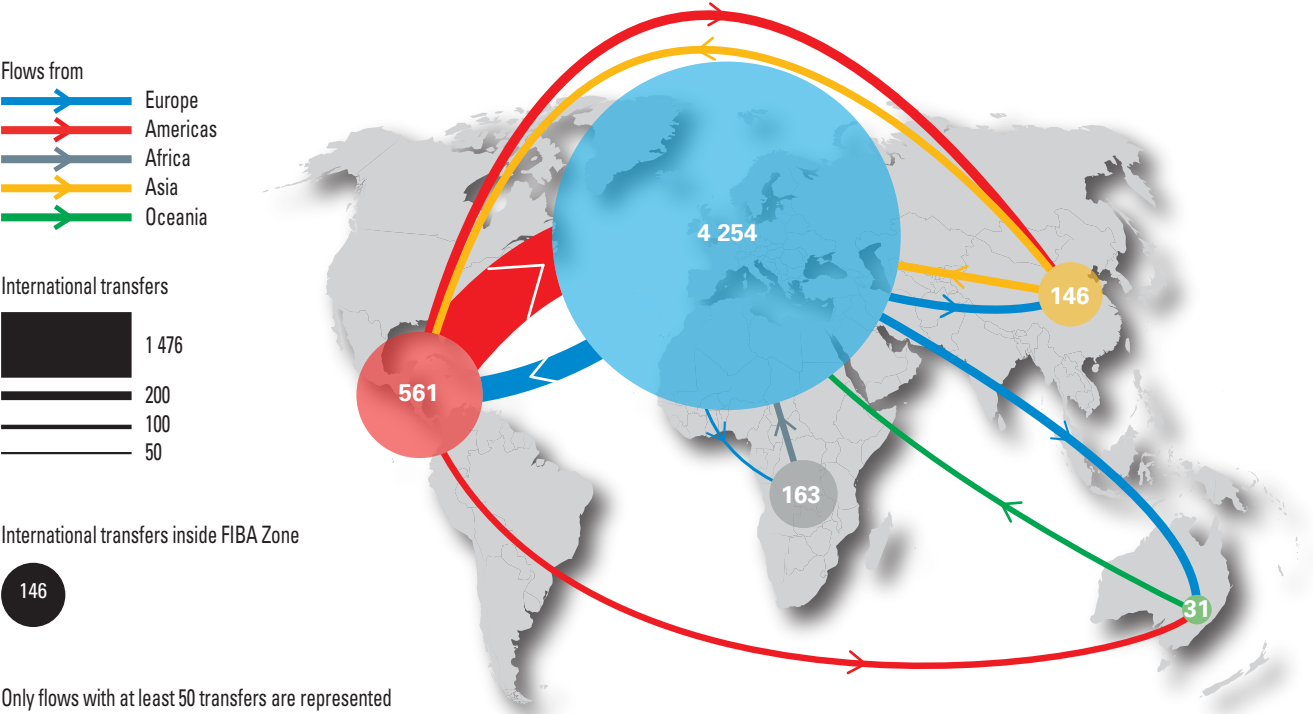 Flows from
Europe
Americas
Africa
Asia
Oceania
International transfers
1 476
200
100
50
International transfers inside FIBA Zone
146
Only flows with at least 50 transfers are represented
4 254
146
561
163
31